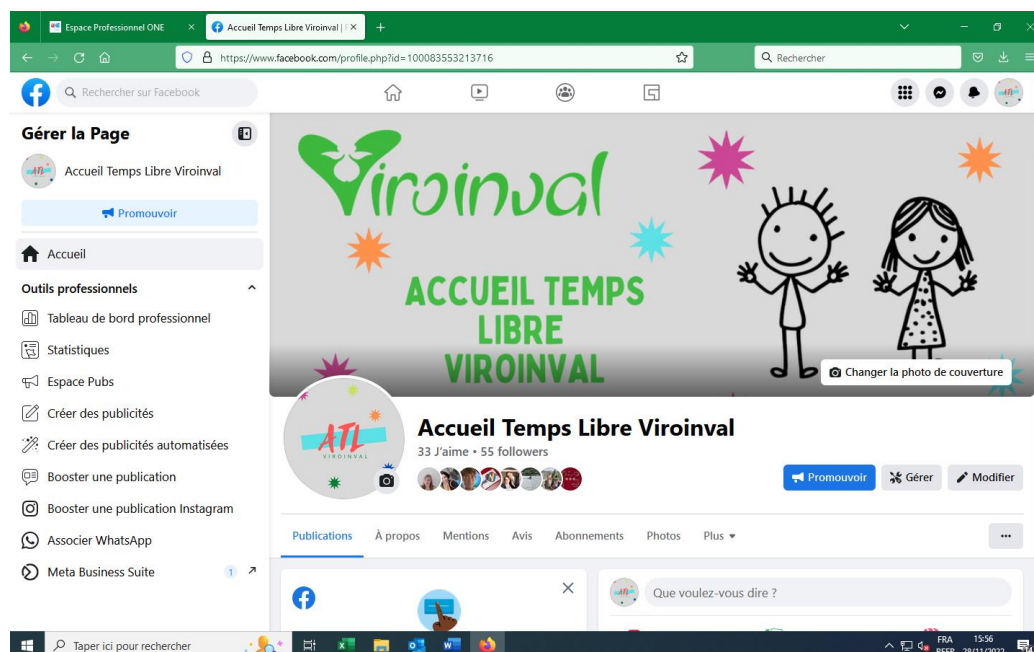 Espace Professionnel ONE
Accueil Temps Libre Viroinval |
https://www.facebook.com/profile.php?id=100083553213716
Rechercher
Rechercher sur Facebook
Gérer la Page
Accueil Temps Libre Viroinval
Promouvoir
Accueil
Outils professionnels
Tableau de bord professionnel
Statistiques
Espace Pubs
Créer des publicités
Créer des publicités automatisées
Booster une publication
Booster une publication Instagram
Associer WhatsApp
Meta Business Suite 1
Viroinval
ACCUEIL TEMPS
LIBRE
VIROINVAL
Changer la photo de couverture
ATL
VIROINVAL
Accueil Temps Libre Viroinval
33 J'aime • 55 followers
Promouvoir
Gérer
Modifier
Publications À propos Mentions Avis Abonnements Photos Plus
Que voulez-vous dire ?
Taper ici pour rechercher
FRA 15:56
BEFR 28/11/2022